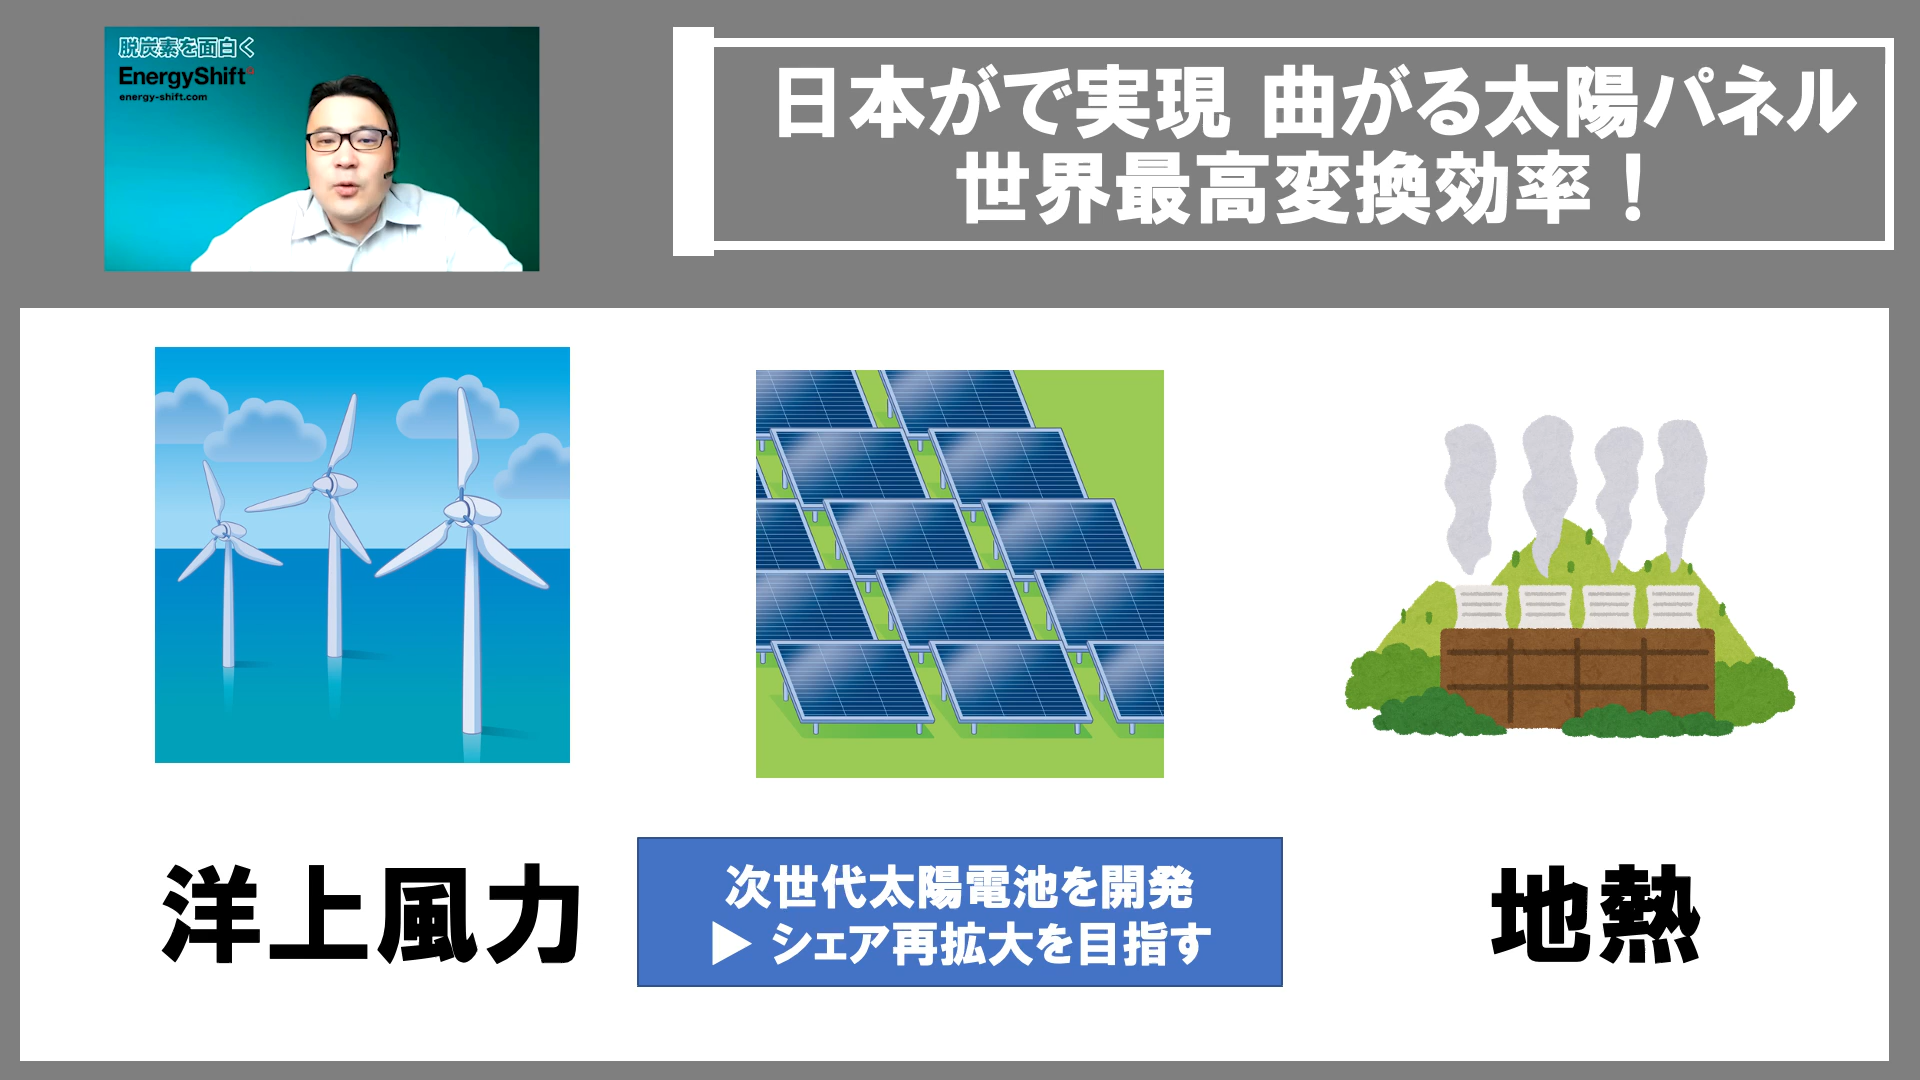 脱炭素を面白く
EnergyShift
energy-shift.com
日本がで実現 曲がる太陽パネル
世界最高変換効率！
洋上風力
次世代太陽電池を開発
▶ シェア再拡大を目指す
地熱